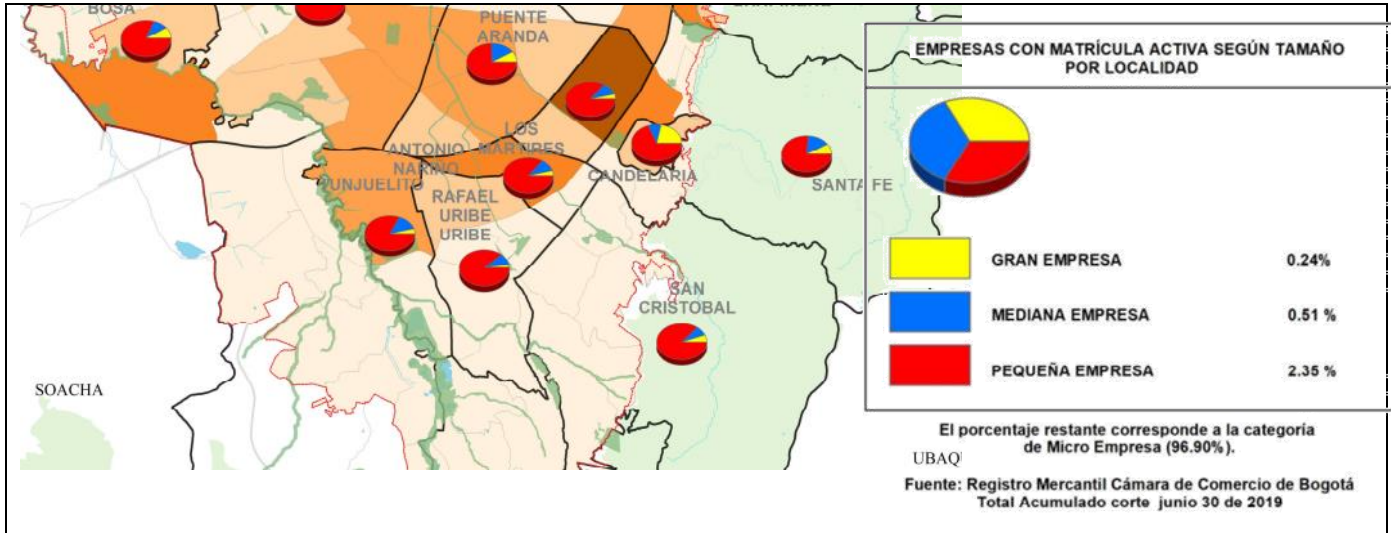 BOSA
PUENTE
ARANDA
LOS
MARTIRES
ANTONIO
NARIÑO
TUNJUELITO
RAFAEL
URIBE
URIBE
CANDELARIA
SANTA FE
SAN
CRISTOBAL
SOACHA
EMPRESAS CON MATRÍCULA ACTIVA SEGÚN TAMAÑO
POR LOCALIDAD
GRAN EMPRESA 0.24%
MEDIANA EMPRESA 0.51 %
PEQUEÑA EMPRESA 2.35 %
El porcentaje restante corresponde a la categoría
de Micro Empresa (96.90%).
UBAQ
Fuente: Registro Mercantil Cámara de Comercio de Bogotá
Total Acumulado corte junio 30 de 2019